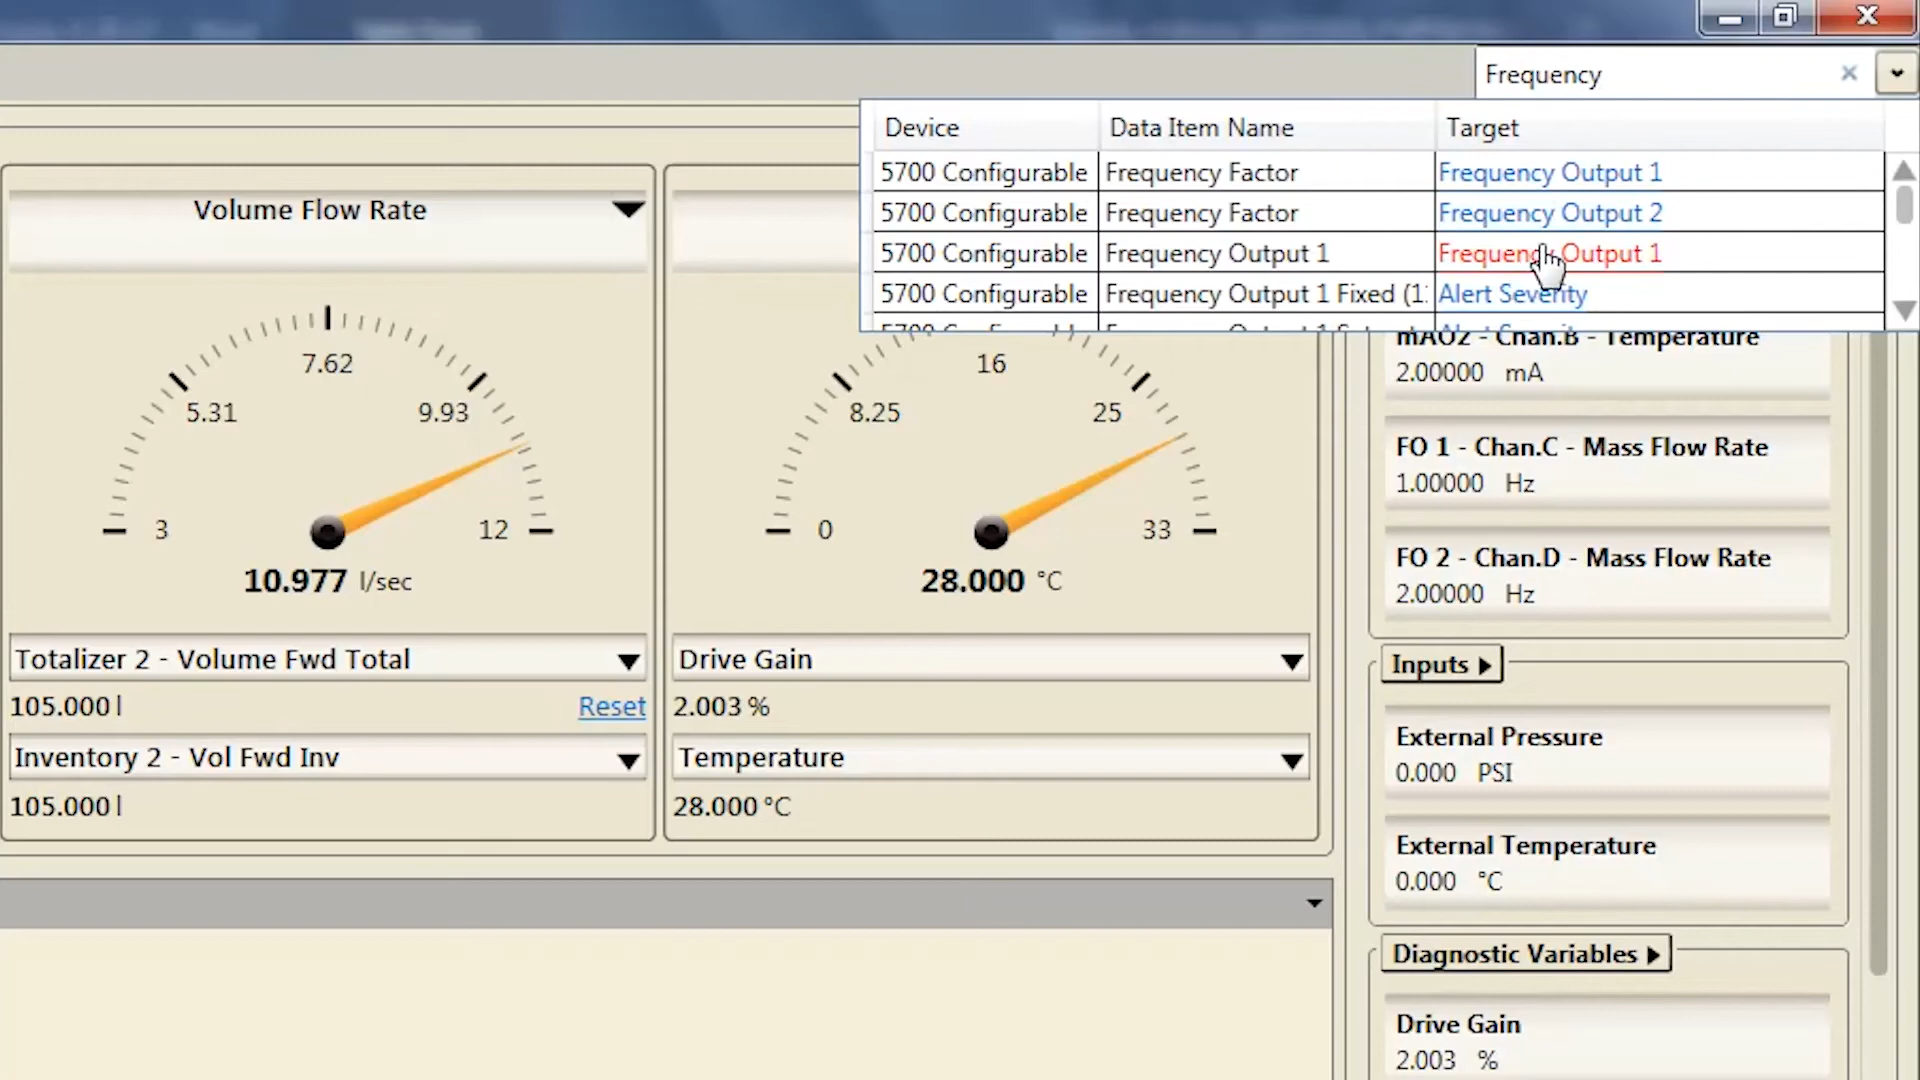 Frequency
Device Data Item Name Target
5700 Configurable Frequency Factor Frequency Output 1
5700 Configurable Frequency Factor Frequency Output 2
5700 Configurable Frequency Output 1 Frequency Output 1
5700 Configurable Frequency Output 1 Fixed (1: Alert Severity
Volume Flow Rate
7.62
5.31
9.93
3
12
10.977 l/sec
Totalizer 2 - Volume Fwd Total
105.000 l Reset
Inventory 2 - Vol Fwd Inv
105.000 l
16
8.25
25
0
33
28.000 °C
Drive Gain
2.003 %
Temperature
28.000 °C
mAO2 - Chan.B - Temperature
2.00000 mA
FO 1 - Chan.C - Mass Flow Rate
1.00000 Hz
FO 2 - Chan.D - Mass Flow Rate
2.00000 Hz
Inputs
External Pressure
0.000 PSI
External Temperature
0.000 °C
Diagnostic Variables
Drive Gain
2.003 %